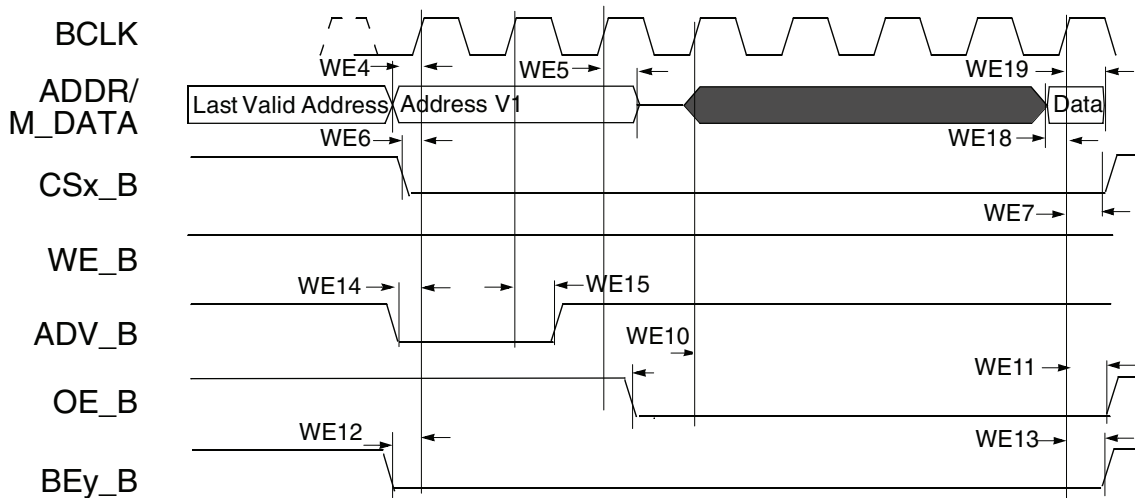 BCLK
WE4
WE5
WE19
ADDR/
M_DATA
Last Valid Address
Address V1
Data
WE6
WE18
CSx_B
WE7
WE_B
WE14
WE15
ADV_B
WE10
WE11
OE_B
WE12
WE13
BEy_B